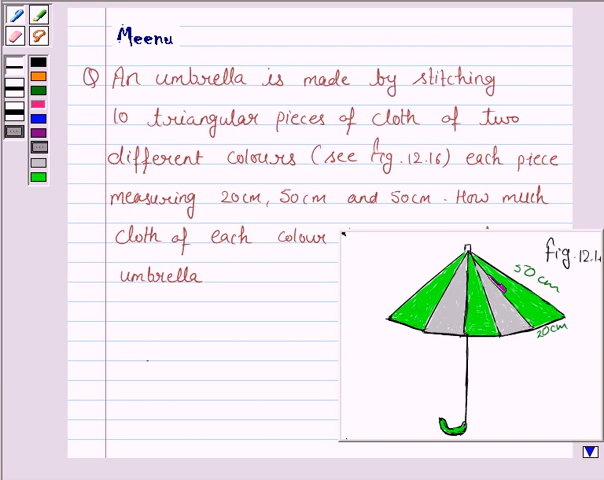 Meenu
Q An umbrella is made by stitching
10 triangular pieces of cloth of two
different colours (see fig.12.16) each piece
measuring 20cm, 50cm and 50cm. How much
cloth of each colour
umbrella
fig.12.1
50cm
20cm